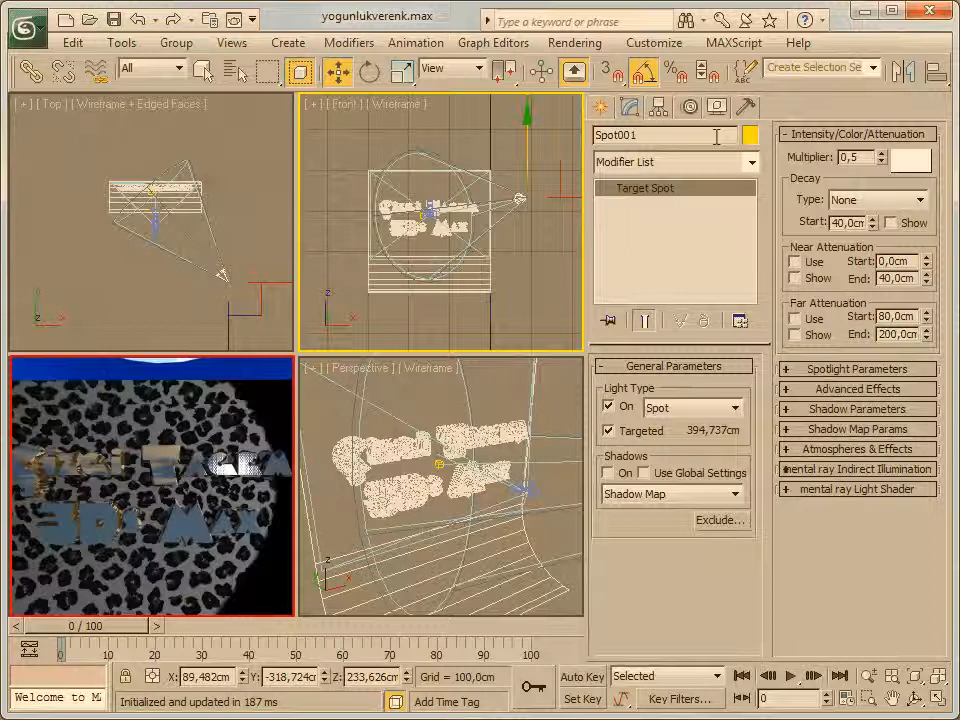 yogunlukverenk.max
Type a keyword or phrase
Edit Tools Group Views Create Modifiers Animation Graph Editors Rendering Customize MAXScript Help
All View 3 Create Selection Se
[ + ] [ Top ] [ Wireframe + Edged Faces ]
[ + ] [ Front ] [ Wireframe ]
Spot001
Modifier List
Target Spot
- Intensity/Color/Attenuation
Multiplier: 0,5
Decay
Type: None
Start: 40,0cm Show
Near Attenuation
Use Start: 0,0cm
Show End: 40,0cm
Far Attenuation
Use Start: 80,0cm
Show End: 200,0cm
[ + ] [ Perspective ] [ Wireframe ]
- General Parameters
Light Type
On Spot
Targeted 394,737cm
Shadows
On Use Global Settings
Shadow Map
Exclude...
+ Spotlight Parameters
+ Advanced Effects
+ Shadow Parameters
+ Shadow Map Params
+ Atmospheres & Effects
mental ray Indirect Illumination
+ mental ray Light Shader
3Ds Max
z x
z x
z x
< 0 / 100 >
0 10 20 30 40 50 60 70 80 90 100
X: 89,482cm Y: -318,724c Z: 233,626cm Grid = 100,0cm Auto Key Selected
Welcome to MA Initialized and updated in 187 ms Add Time Tag Set Key Key Filters... 0